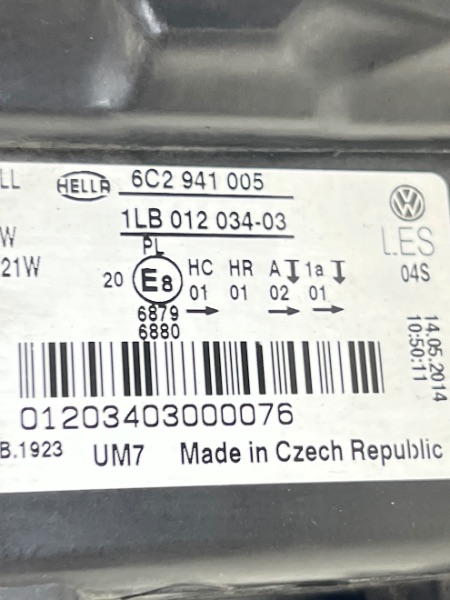 LL HELLA 6C2 941 005
1LB 012 034-03
W PL LES
21W 20 E8 HC HR A 1a 04S
01 01 02 01
6879
6880
14.05.2014
10:50:11
01203403000076
B.1923 UM7 Made in Czech Republic